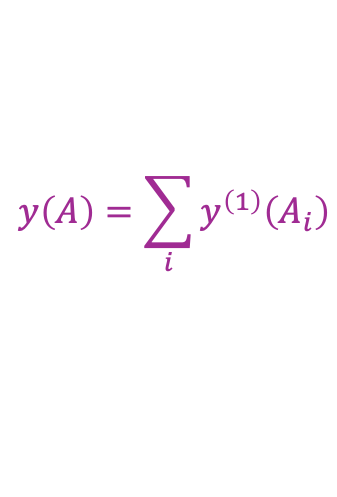 y(A) = ∑_i y^(1)(A_i)